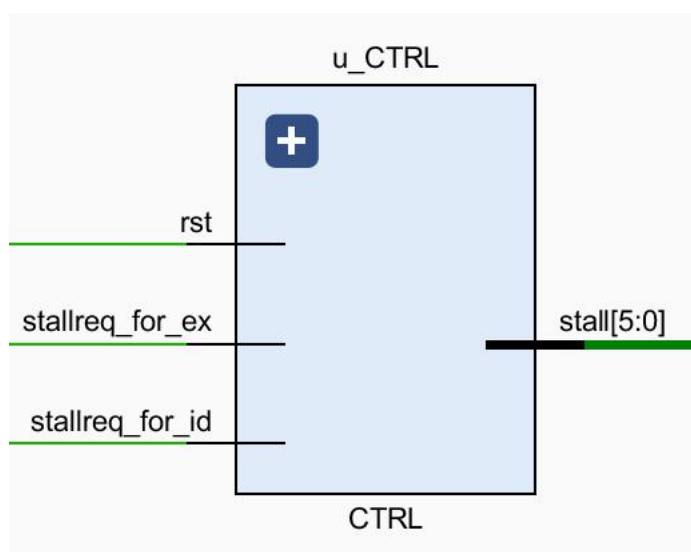 u_CTRL
rst
stallreq_for_ex
stall[5:0]
stallreq_for_id
CTRL